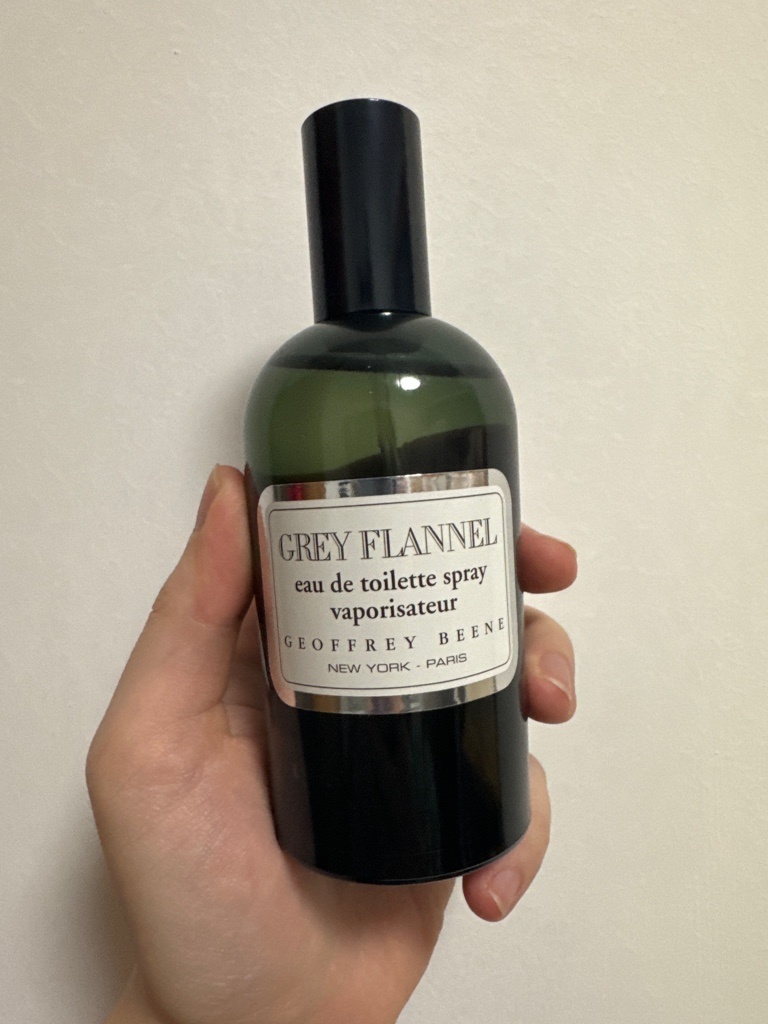 GREY FLANNEL
eau de toilette spray
vaporisateur
GEOFFREY BEENE
NEW YORK - PARIS